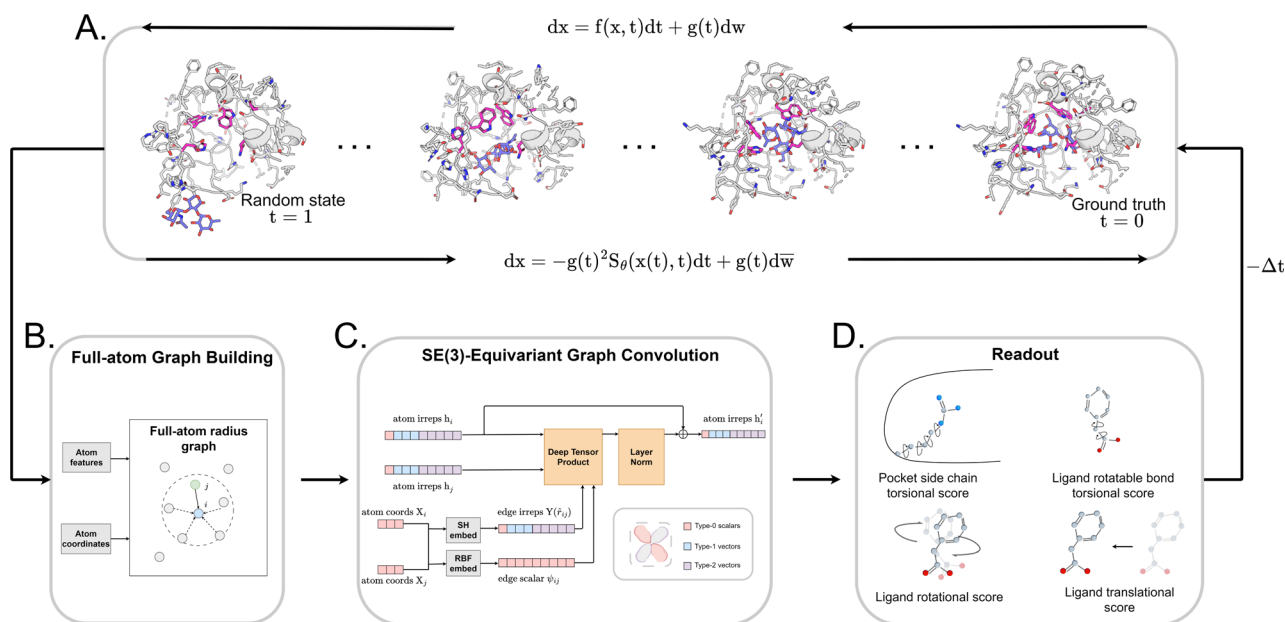 A.
dx = f(x, t)dt + g(t)dw
. . .
. . .
. . .
Random state
t = 1
Ground truth
t = 0
dx = −g(t)²S_θ(x(t), t)dt + g(t)dw̅
−Δt
B.
Full-atom Graph Building
Atom
features
Atom
coordinates
Full-atom radius
graph
j
i
C.
SE(3)-Equivariant Graph Convolution
atom irreps h_i
atom irreps h_j
Deep Tensor
Product
Layer
Norm
atom irreps h′_i
atom coords X_i
atom coords X_j
SH
embed
RBF
embed
edge irreps Y(r̂_ij)
edge scalar ψ_ij
Type-0 scalars
Type-1 vectors
Type-2 vectors
D.
Readout
Pocket side chain
torsional score
Ligand rotatable bond
torsional score
Ligand rotational score
Ligand translational
score